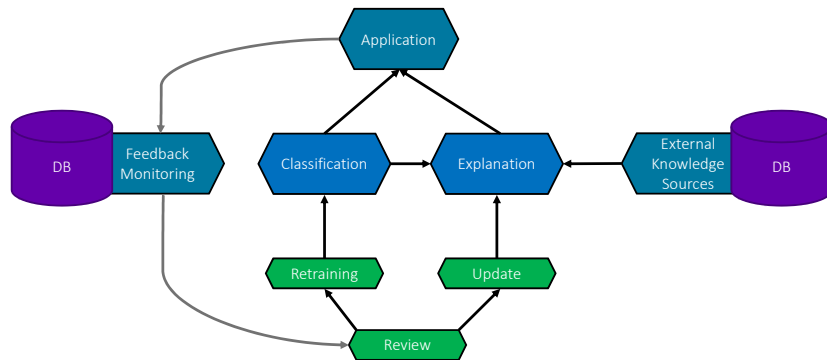 Application
DB
Feedback
Monitoring
Classification
Explanation
External
Knowledge
Sources
DB
Retraining
Update
Review